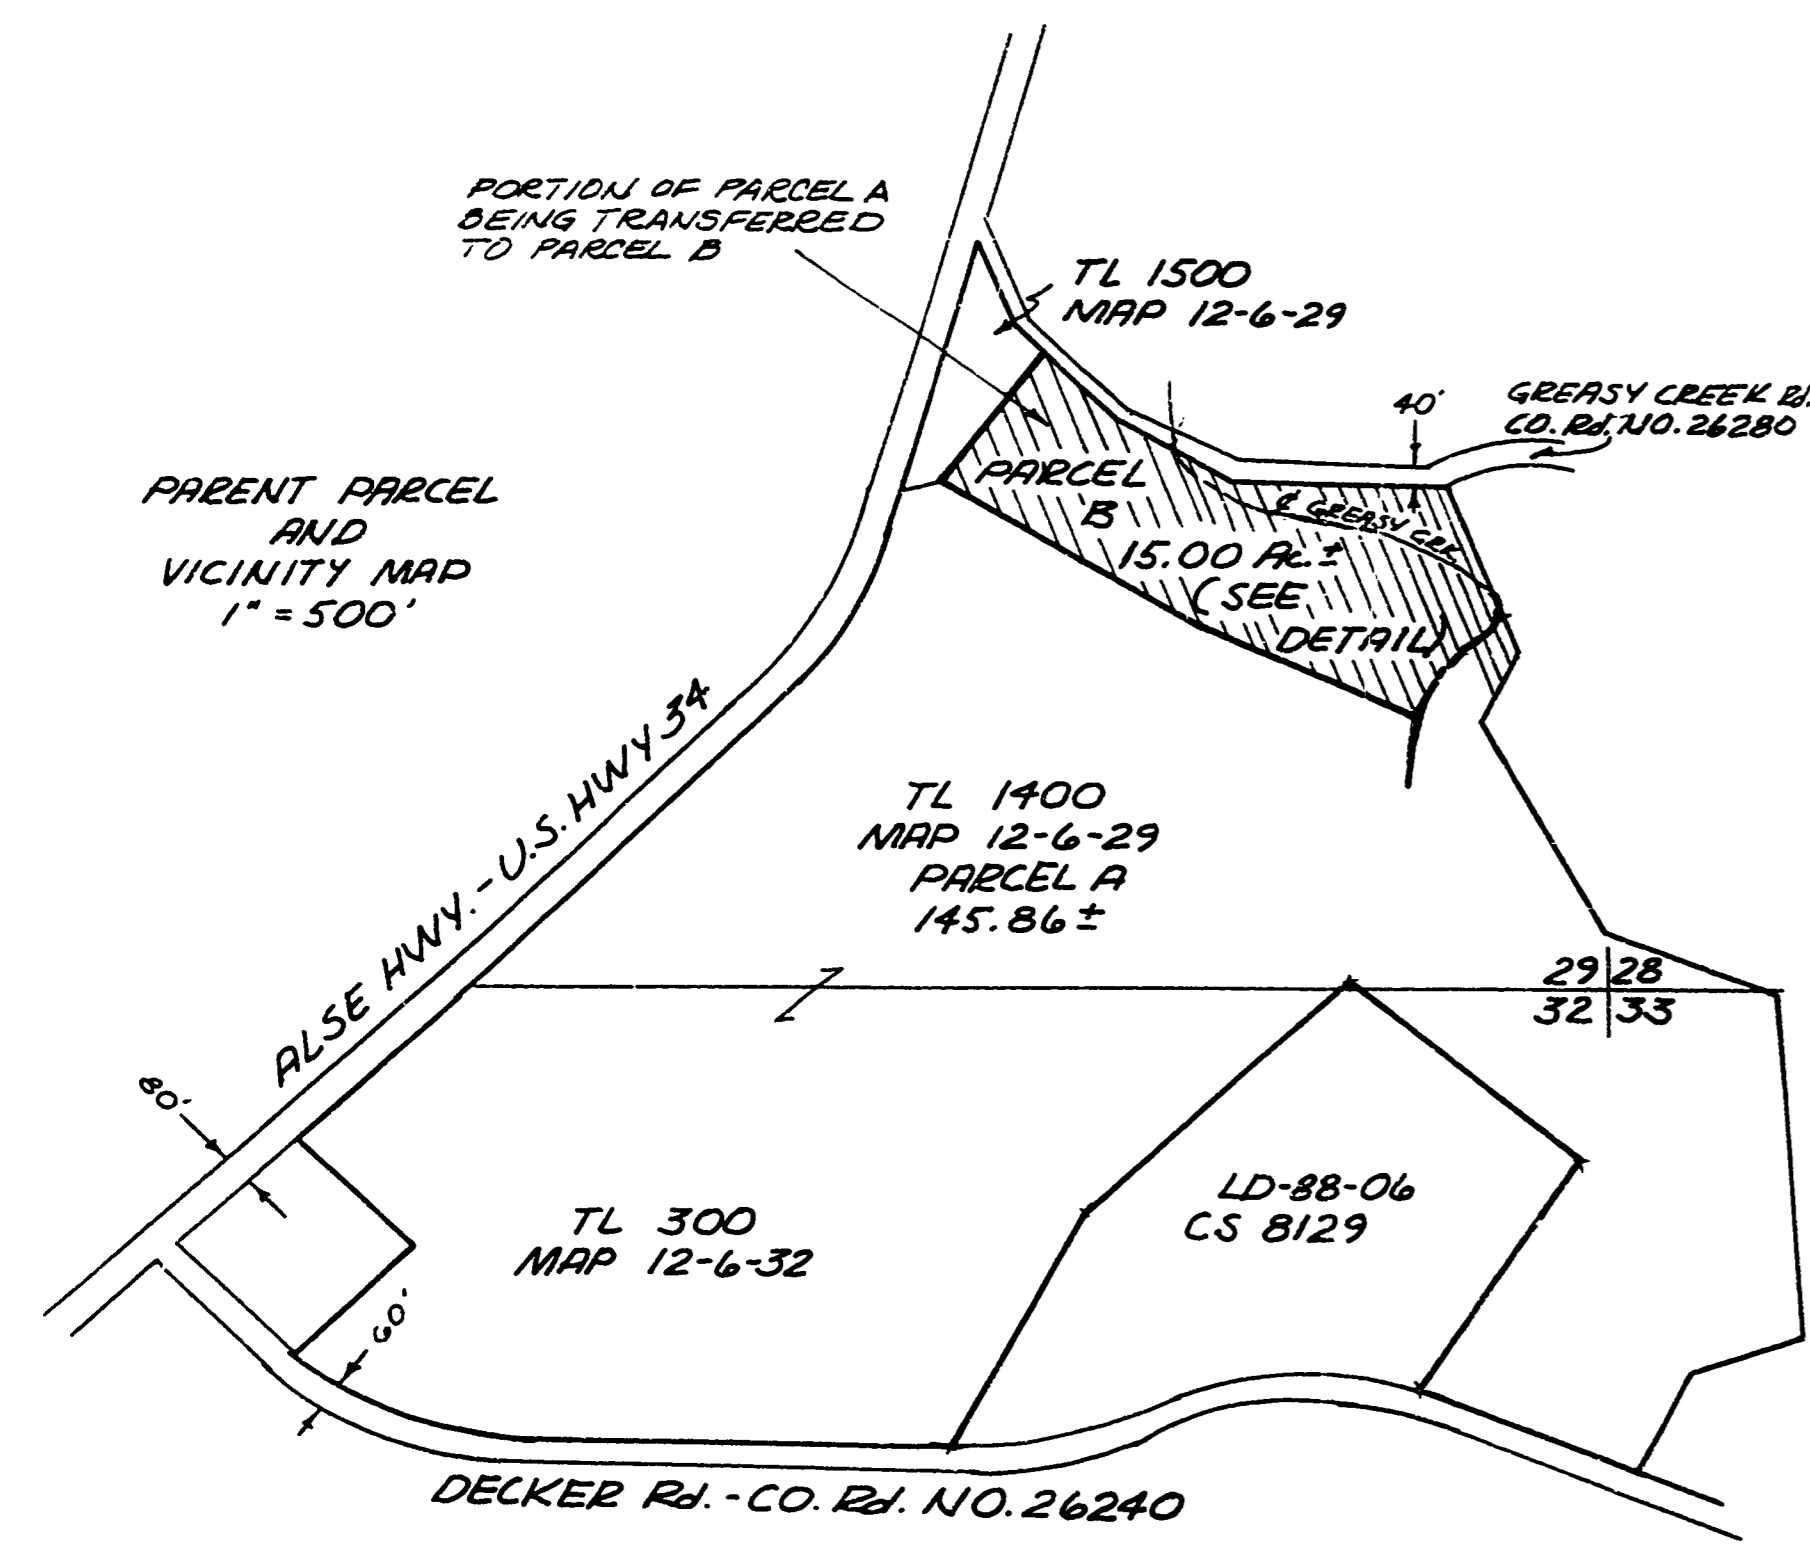 PORTION OF PARCEL A
BEING TRANSFERRED
TO PARCEL B
TL 1500
MAP 12-6-29
40'
GREASY CREEK Rd.
CO. Rd. NO. 26280
PARENT PARCEL
AND
VICINITY MAP
1" = 500'
PARCEL
B
15.00 Ac. ±
(SEE
DETAIL)
℄ GREASY CRK.
ALSE HWY. - U.S. HWY 34
TL 1400
MAP 12-6-29
PARCEL A
145.86 ±
29 28
32 33
80'
TL 300
MAP 12-6-32
LD-88-06
CS 8129
60'
DECKER Rd. - CO. Rd. NO. 26240